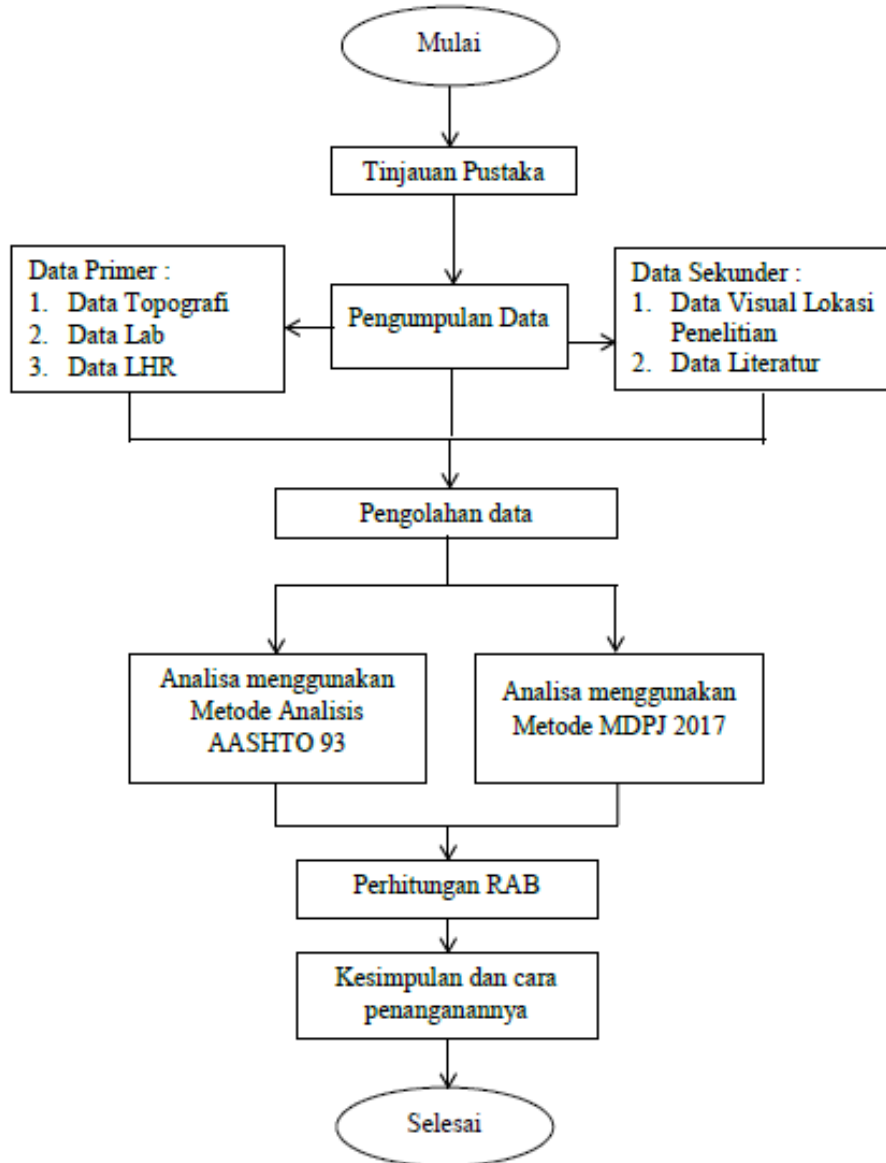 Mulai
Tinjauan Pustaka
Data Primer :
1. Data Topografi
2. Data Lab
3. Data LHR
Pengumpulan Data
Data Sekunder :
1. Data Visual Lokasi
Penelitian
2. Data Literatur
Pengolahan data
Analisa menggunakan
Metode Analisis
AASHTO 93
Analisa menggunakan
Metode MDPJ 2017
Perhitungan RAB
Kesimpulan dan cara
penanganannya
Selesai